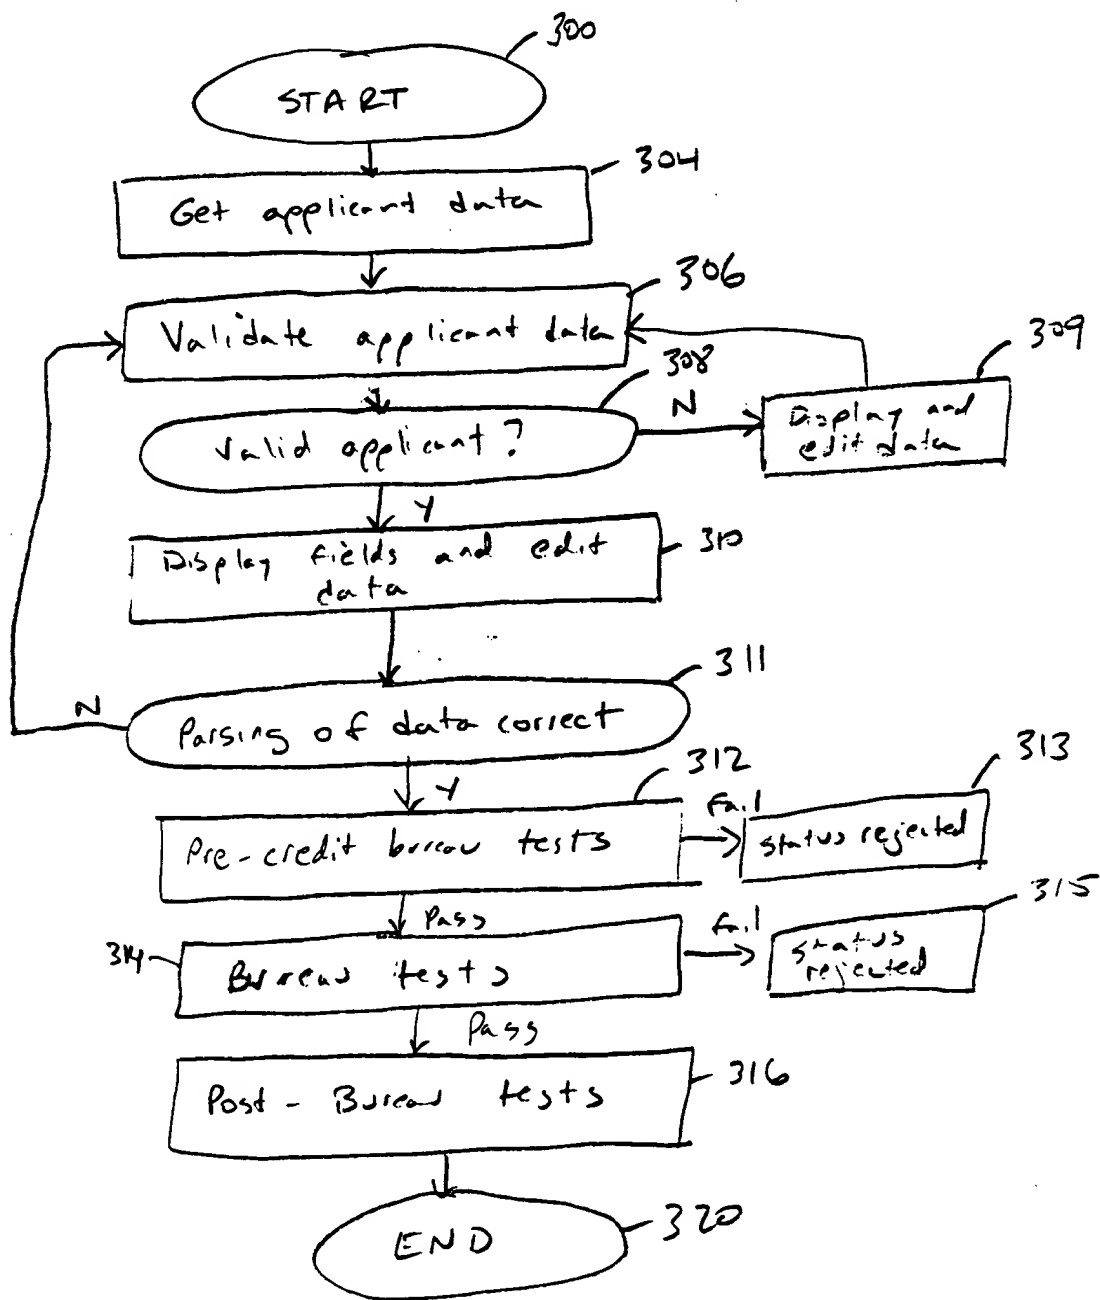 300
START
304
Get applicant data
306
Validate applicant data
308
Valid applicant?
N
309
Display and
edit data
Y
Display fields and edit
data
310
311
Parsing of data correct
N
Y
312
Pre-credit bureau tests
Fail
313
Status rejected
Pass
314
Bureau tests
Fail
315
Status
rejected
Pass
Post-Bureau tests
316
END
320